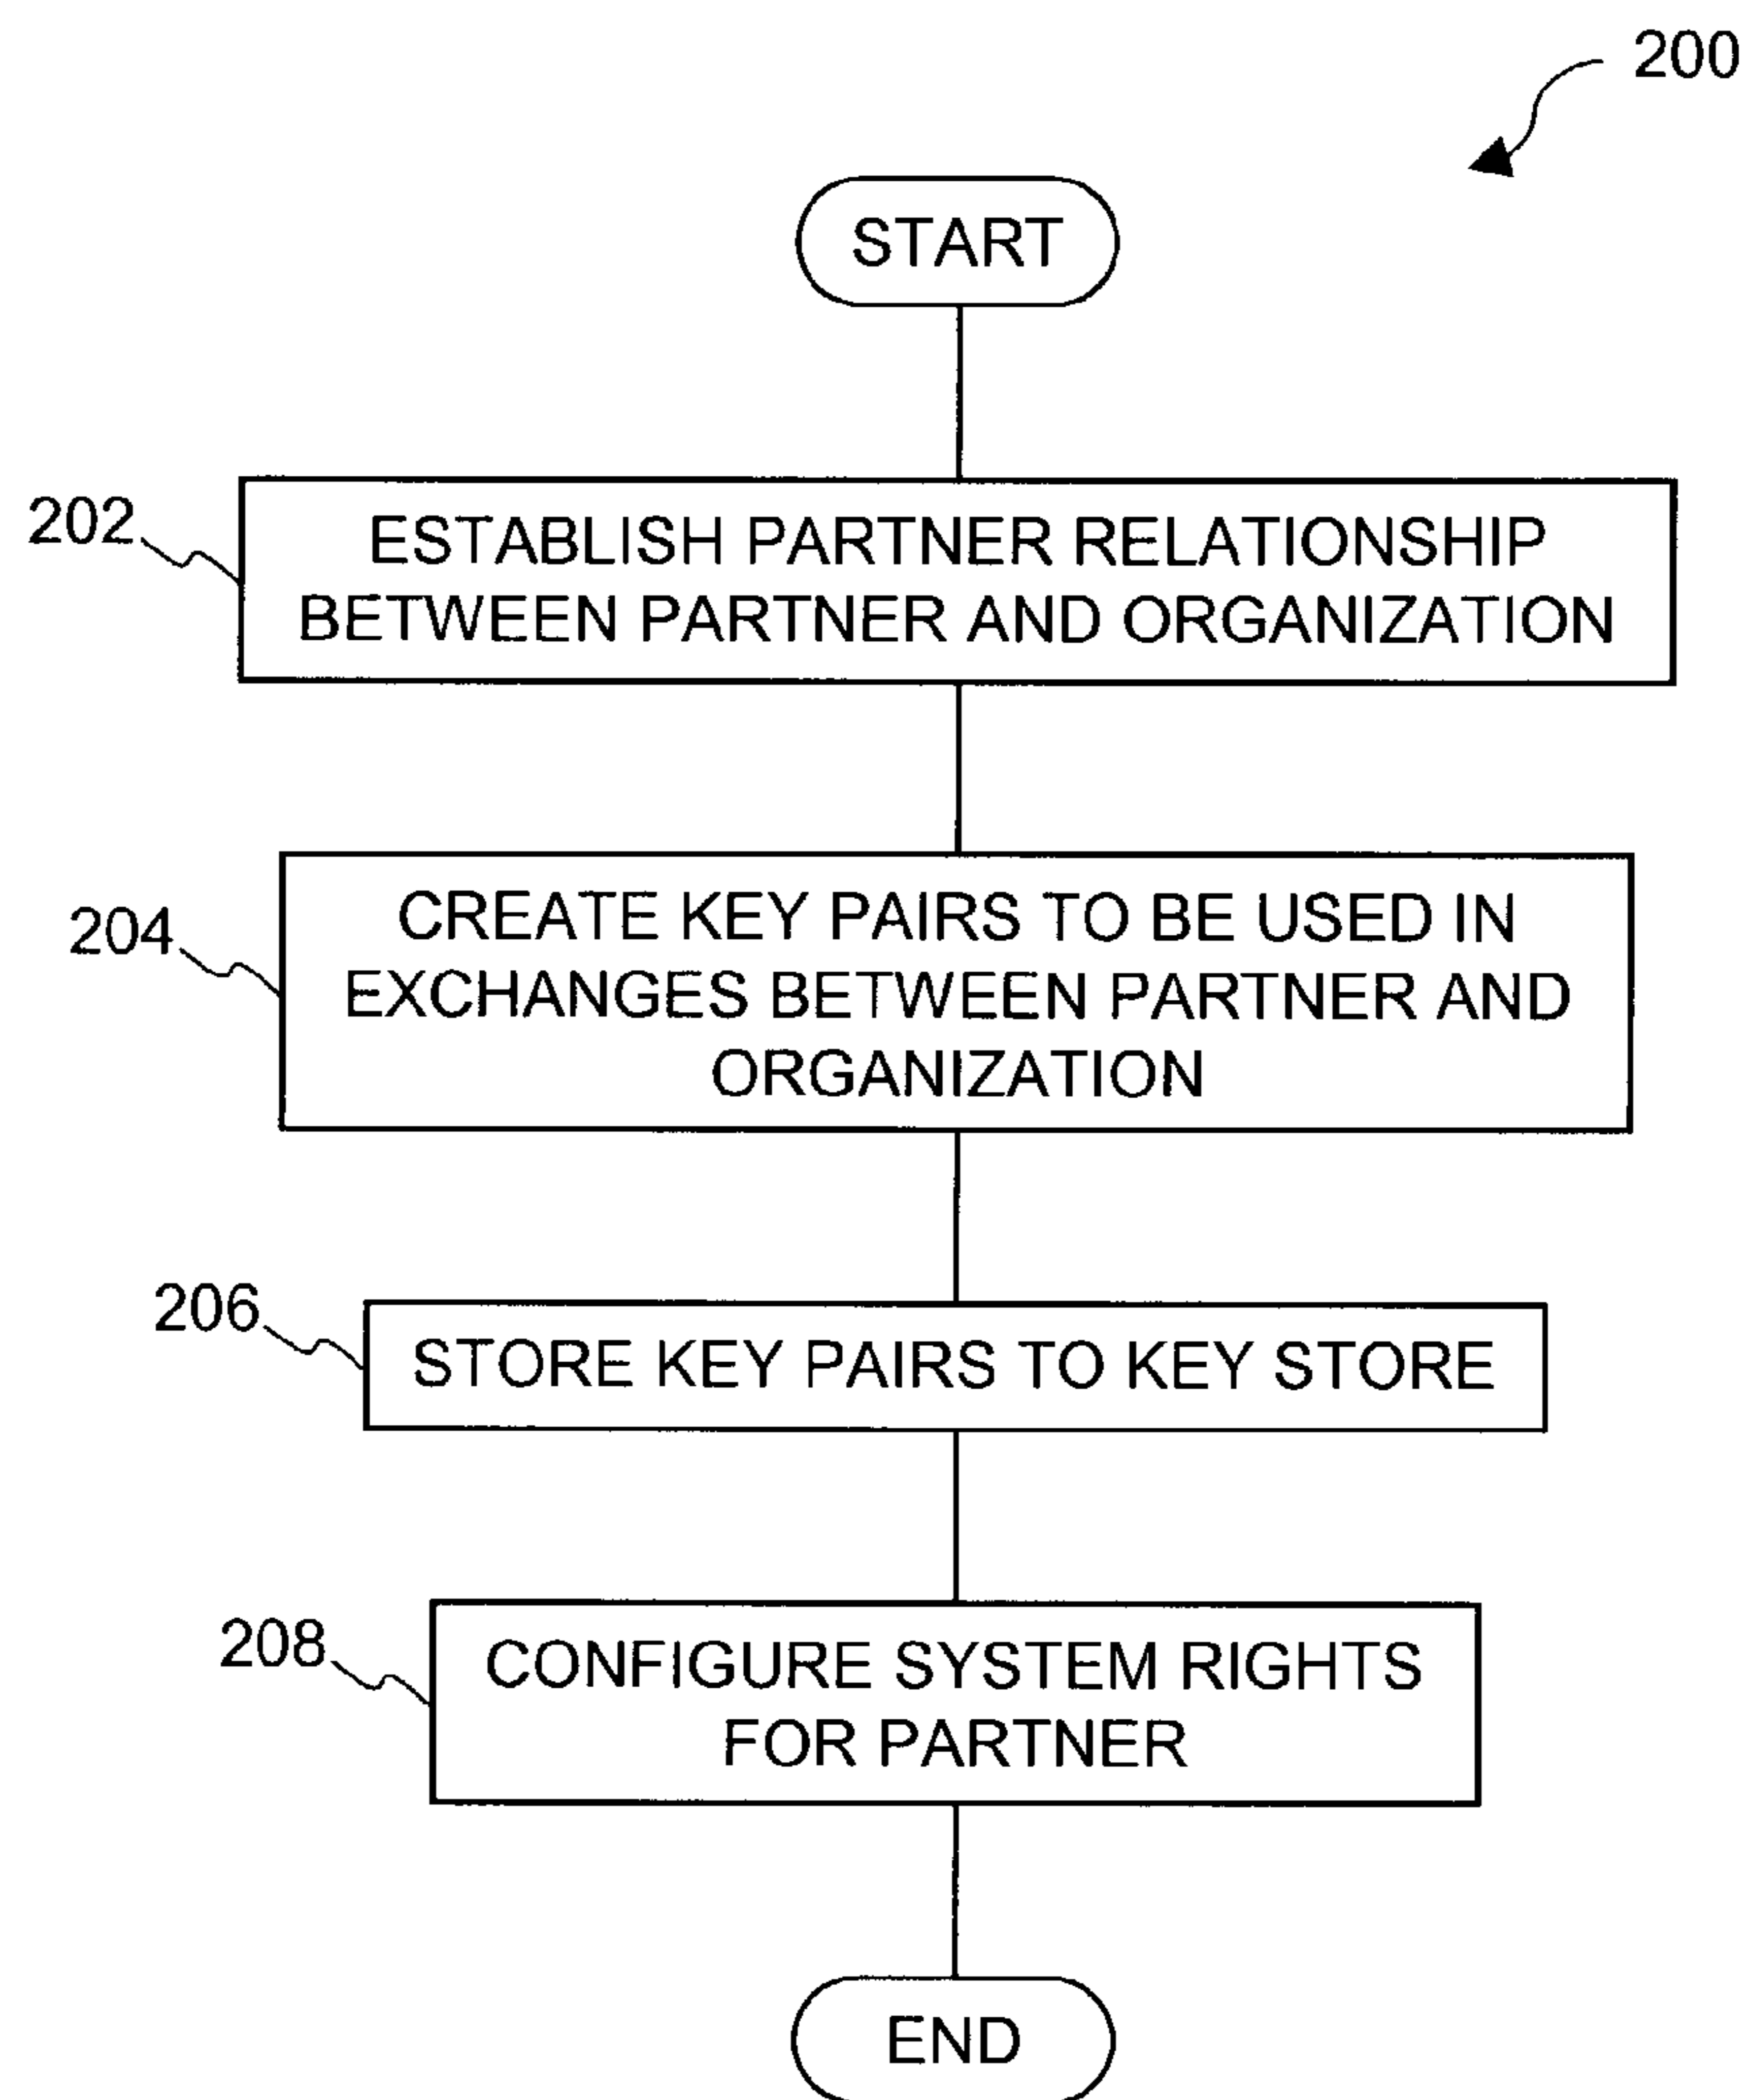 200
START
202
ESTABLISH PARTNER RELATIONSHIP
BETWEEN PARTNER AND ORGANIZATION
204
CREATE KEY PAIRS TO BE USED IN
EXCHANGES BETWEEN PARTNER AND
ORGANIZATION
206
STORE KEY PAIRS TO KEY STORE
208
CONFIGURE SYSTEM RIGHTS
FOR PARTNER
END